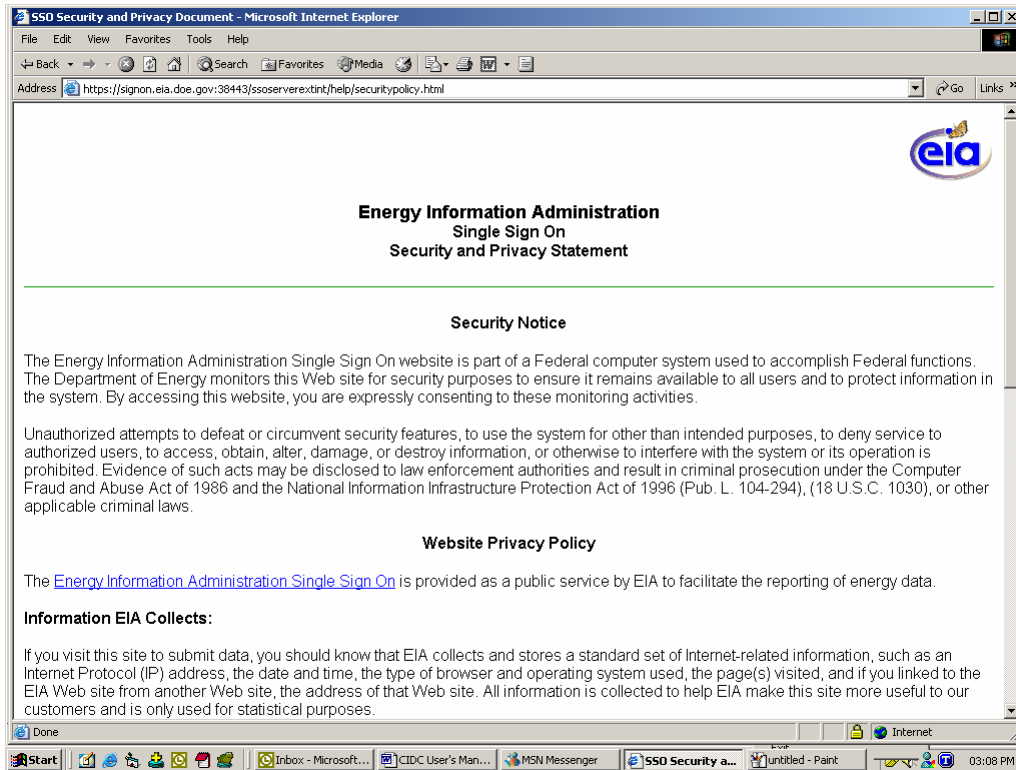 SSO Security and Privacy Document - Microsoft Internet Explorer
File Edit View Favorites Tools Help
Back Search Favorites Media
Address https://signon.eia.doe.gov:38443/ssoserverextint/help/securitypolicy.html Go Links »
eia
Energy Information Administration
Single Sign On
Security and Privacy Statement
Security Notice
The Energy Information Administration Single Sign On website is part of a Federal computer system used to accomplish Federal functions.
The Department of Energy monitors this Web site for security purposes to ensure it remains available to all users and to protect information in
the system. By accessing this website, you are expressly consenting to these monitoring activities.
Unauthorized attempts to defeat or circumvent security features, to use the system for other than intended purposes, to deny service to
authorized users, to access, obtain, alter, damage, or destroy information, or otherwise to interfere with the system or its operation is
prohibited. Evidence of such acts may be disclosed to law enforcement authorities and result in criminal prosecution under the Computer
Fraud and Abuse Act of 1986 and the National Information Infrastructure Protection Act of 1996 (Pub. L. 104-294), (18 U.S.C. 1030), or other
applicable criminal laws.
Website Privacy Policy
The Energy Information Administration Single Sign On is provided as a public service by EIA to facilitate the reporting of energy data.
Information EIA Collects:
If you visit this site to submit data, you should know that EIA collects and stores a standard set of Internet-related information, such as an
Internet Protocol (IP) address, the date and time, the type of browser and operating system used, the page(s) visited, and if you linked to the
EIA Web site from another Web site, the address of that Web site. All information is collected to help EIA make this site more useful to our
customers and is only used for statistical purposes.
Done Internet
Start Inbox - Microsoft... CIDC User's Man... MSN Messenger SSO Security a... untitled - Paint 03:08 PM